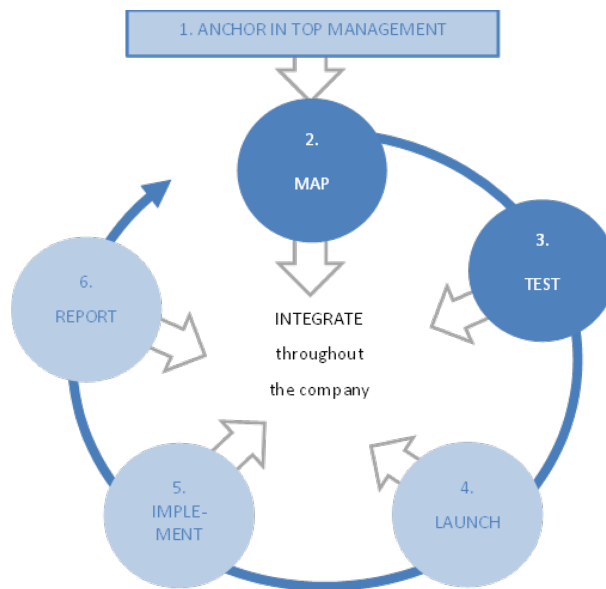 1. ANCHOR IN TOP MANAGEMENT
2.
MAP
3.
TEST
6.
REPORT
INTEGRATE
throughout
the company
5.
IMPLE-
MENT
4.
LAUNCH